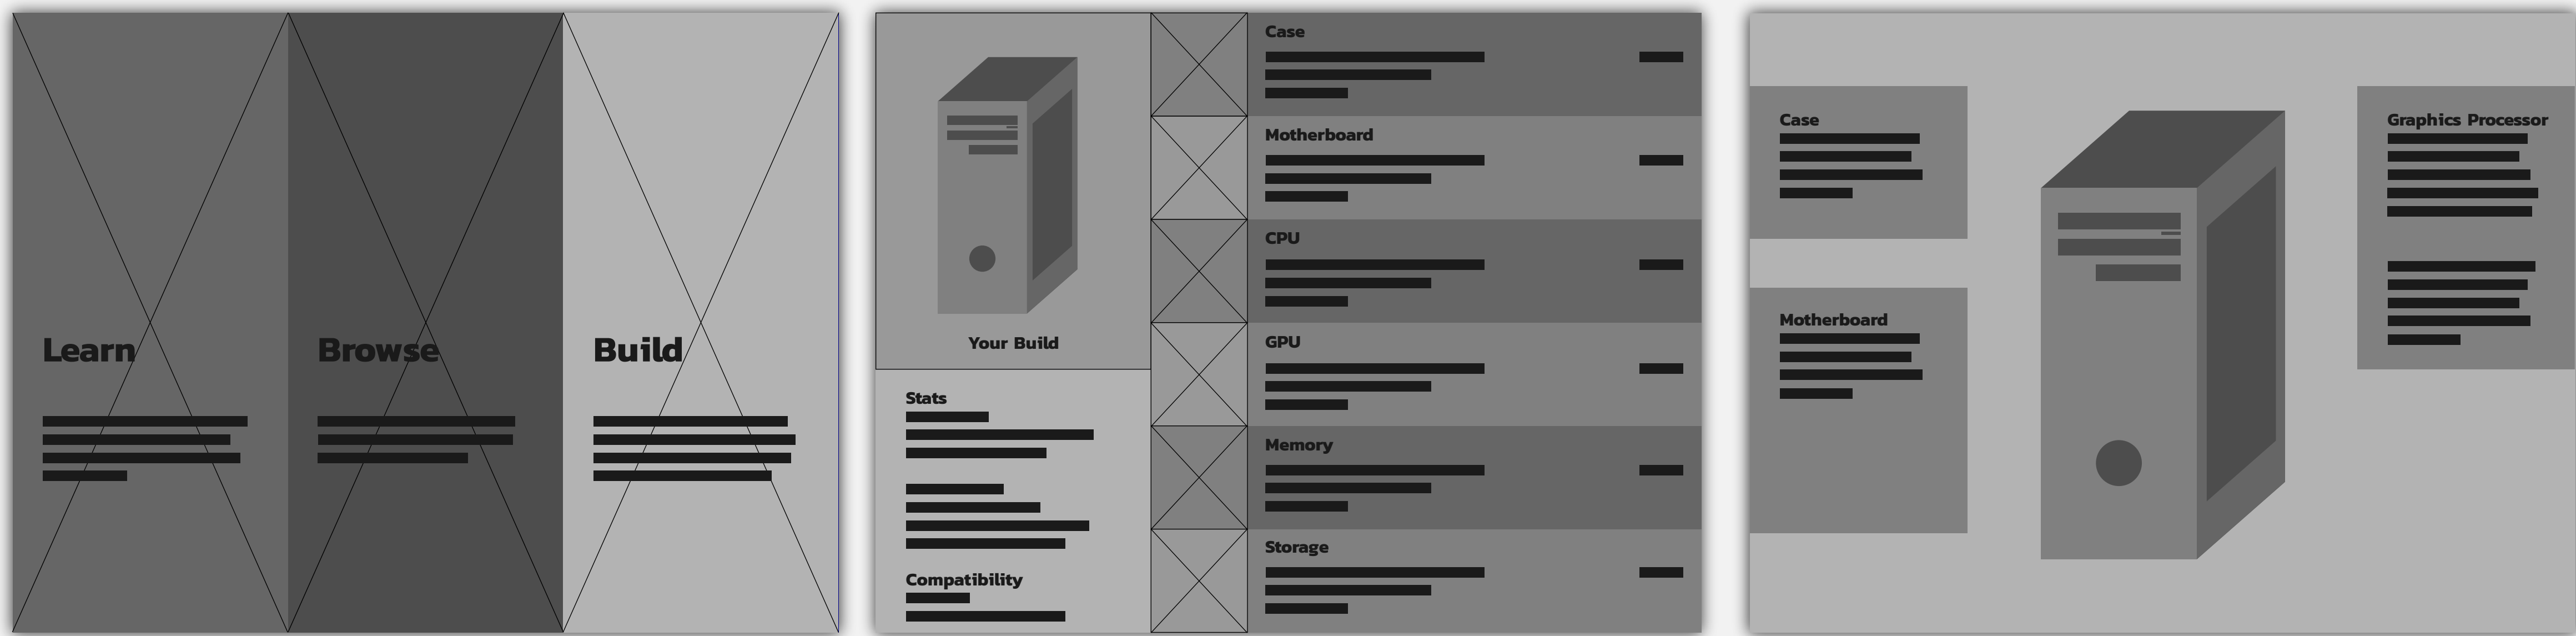 Learn
Browse
Build
Your Build
Stats
Compatibility
Case
Motherboard
CPU
GPU
Memory
Storage
Case
Motherboard
Graphics Processor